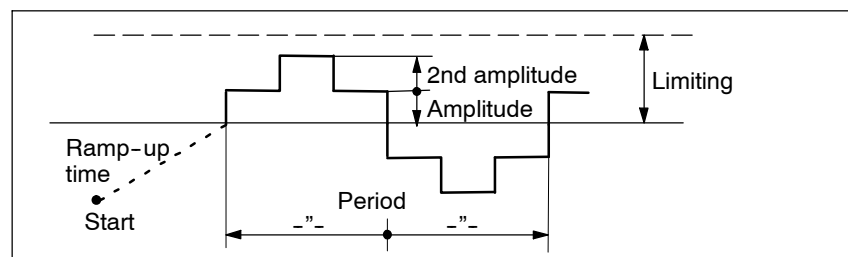 2nd amplitude
Limiting
Amplitude
Ramp-up
time
Start
Period
-”-
-”-